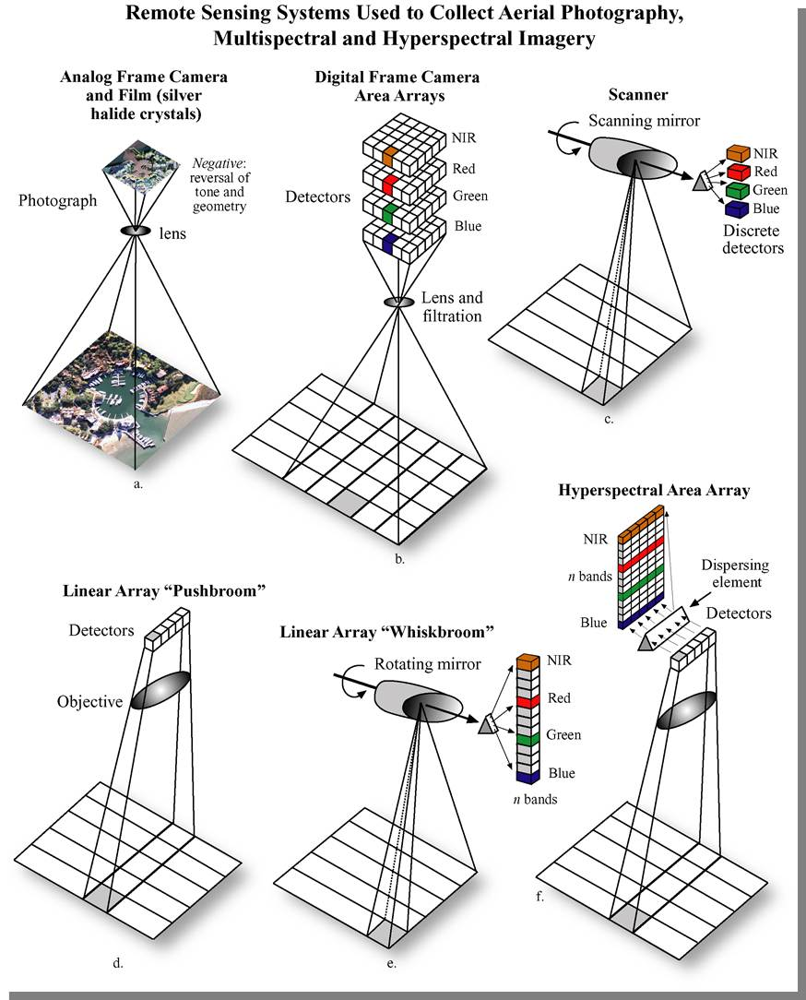 Remote Sensing Systems Used to Collect Aerial Photography,
Multispectral and Hyperspectral Imagery
Analog Frame Camera
and Film (silver
halide crystals)
Negative:
reversal of
tone and
geometry
Photograph
lens
a.
Digital Frame Camera
Area Arrays
NIR
Red
Green
Blue
Detectors
Lens and
filtration
b.
Scanner
Scanning mirror
NIR
Red
Green
Blue
Discrete
detectors
c.
Linear Array “Pushbroom”
Detectors
Objective
d.
Linear Array “Whiskbroom”
Rotating mirror
NIR
Red
Green
Blue
n bands
e.
Hyperspectral Area Array
NIR
n bands
Blue
Dispersing
element
Detectors
f.